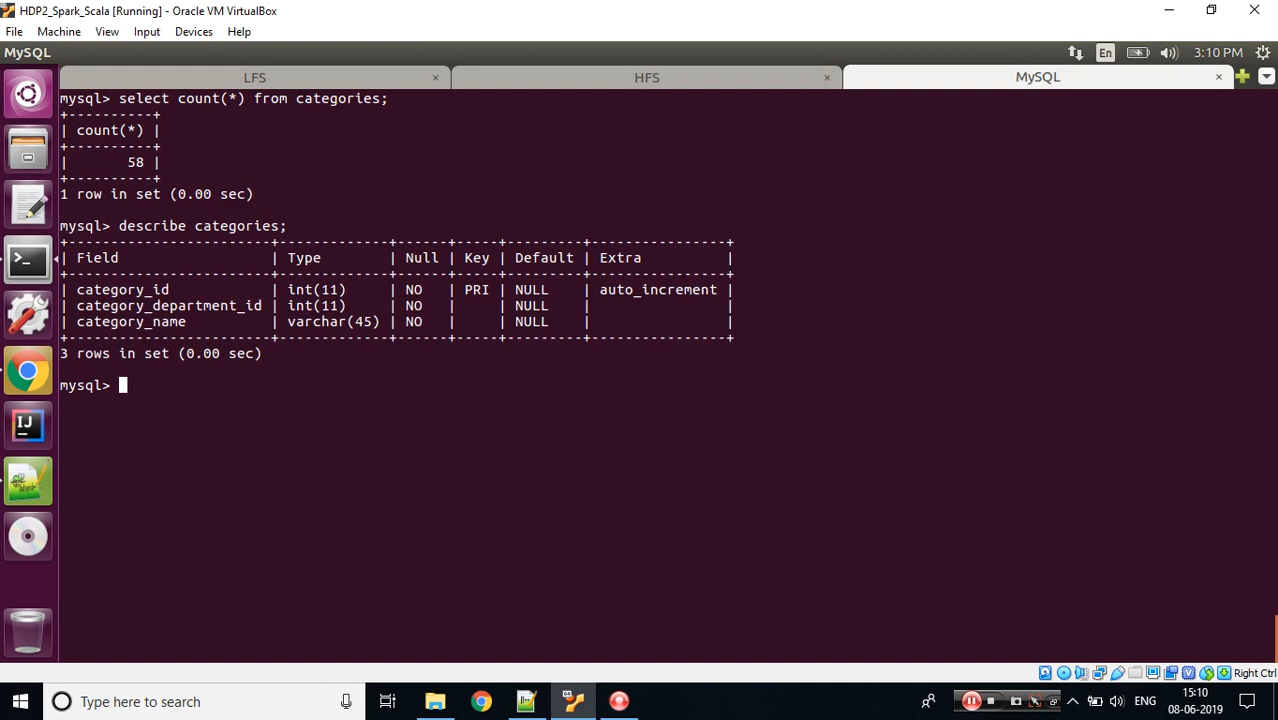 HDP2_Spark_Scala [Running] - Oracle VM VirtualBox
File Machine View Input Devices Help
MySQL En 3:10 PM
LFS × HFS × MySQL ×
mysql> select count(*) from categories;
+----------+
| count(*) |
+----------+
|       58 |
+----------+
1 row in set (0.00 sec)
mysql> describe categories;
+------------------------+-------------+------+-----+---------+----------------+
| Field                  | Type        | Null | Key | Default | Extra          |
+------------------------+-------------+------+-----+---------+----------------+
| category_id            | int(11)     | NO   | PRI | NULL    | auto_increment |
| category_department_id | int(11)     | NO   |     | NULL    |                |
| category_name          | varchar(45) | NO   |     | NULL    |                |
+------------------------+-------------+------+-----+---------+----------------+
3 rows in set (0.00 sec)
mysql>
Right Ctrl
Type here to search
ENG
15:10
08-06-2019